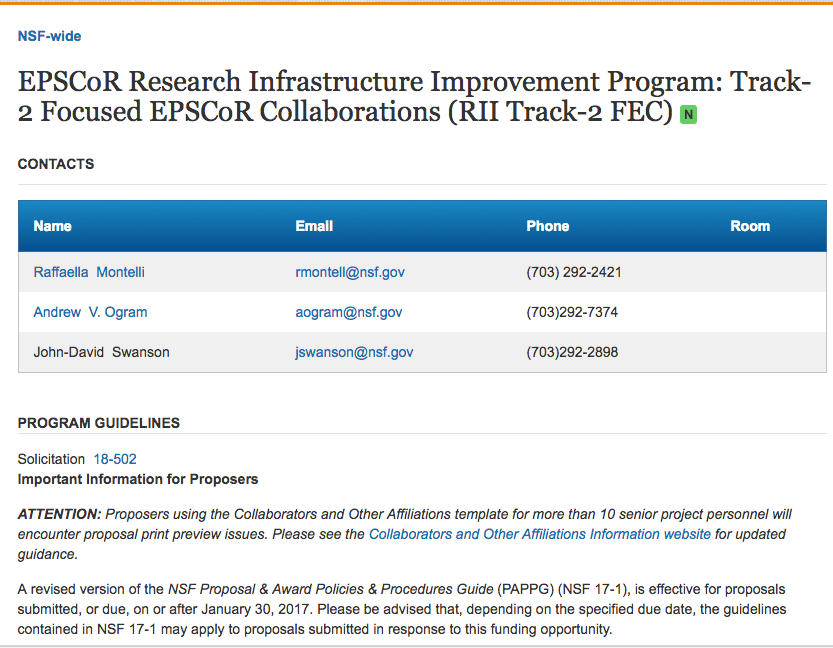 NSF-wide
EPSCoR Research Infrastructure Improvement Program: Track-
2 Focused EPSCoR Collaborations (RII Track-2 FEC) N
CONTACTS
Name Email Phone Room
Raffaella Montelli rmontell@nsf.gov (703) 292-2421
Andrew V. Ogram aogram@nsf.gov (703)292-7374
John-David Swanson jswanson@nsf.gov (703)292-2898
PROGRAM GUIDELINES
Solicitation 18-502
Important Information for Proposers
ATTENTION: Proposers using the Collaborators and Other Affiliations template for more than 10 senior project personnel will
encounter proposal print preview issues. Please see the Collaborators and Other Affiliations Information website for updated
guidance.
A revised version of the NSF Proposal & Award Policies & Procedures Guide (PAPPG) (NSF 17-1), is effective for proposals
submitted, or due, on or after January 30, 2017. Please be advised that, depending on the specified due date, the guidelines
contained in NSF 17-1 may apply to proposals submitted in response to this funding opportunity.